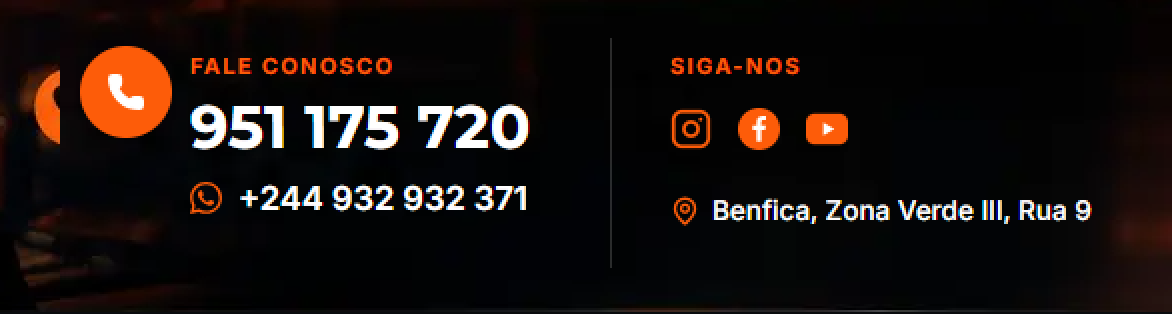 FALE CONOSCO
951 175 720
+244 932 932 371
SIGA-NOS
Benfica, Zona Verde III, Rua 9